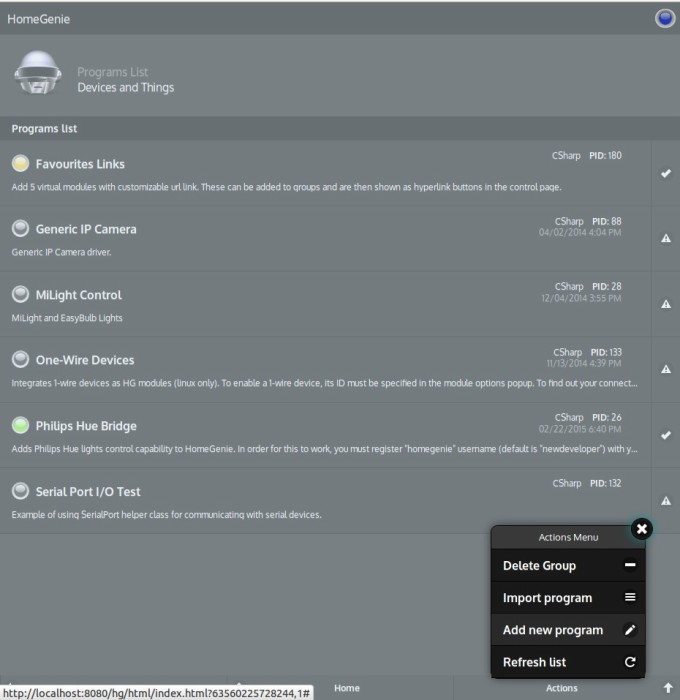 HomeGenie
Programs List
Devices and Things
Programs list
Favourites Links
CSharp PID: 180
Add 5 virtual modules with customizable url link. These can be added to groups and are then shown as hyperlink buttons in the control page.
Generic IP Camera
CSharp PID: 88
04/02/2014 4:04 PM
Generic IP Camera driver.
MiLight Control
CSharp PID: 28
12/04/2014 3:55 PM
MiLight and EasyBulb Lights
One-Wire Devices
CSharp PID: 133
11/13/2014 4:39 PM
Integrates 1-wire devices as HG modules (linux only). To enable a 1-wire device, its ID must be specified in the module options popup. To find out your connect...
Philips Hue Bridge
CSharp PID: 26
02/22/2015 6:40 PM
Adds Philips Hue lights control capability to HomeGenie. In order for this to work, you must register "homegenie" username (default is "newdeveloper") with y...
Serial Port I/O Test
CSharp PID: 132
Example of using SerialPort helper class for communicating with serial devices.
Actions Menu
Delete Group
Import program
Add new program
Refresh list
http://localhost:8080/hg/html/index.html?63560225728244,1#
Home
Actions